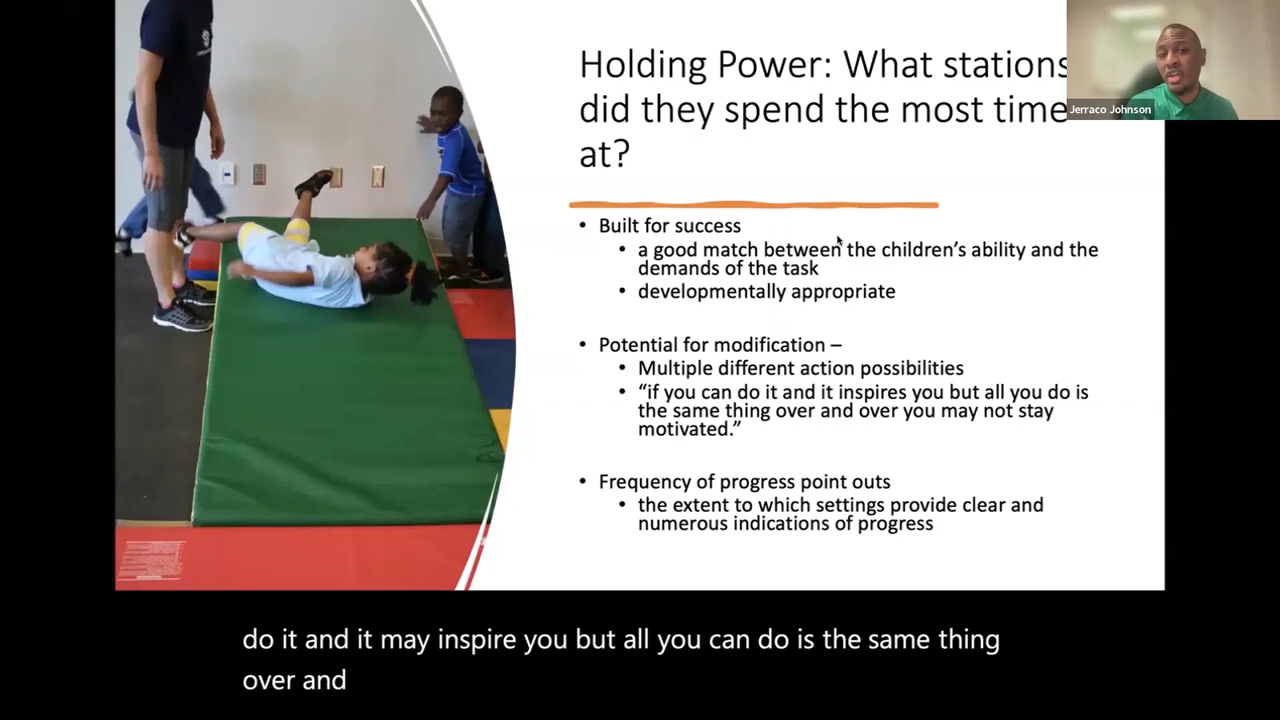 Holding Power: What stations
did they spend the most time
at?
Jerraco Johnson
• Built for success
• a good match between the children’s ability and the
demands of the task
• developmentally appropriate
• Potential for modification –
• Multiple different action possibilities
• “if you can do it and it inspires you but all you do is
the same thing over and over you may not stay
motivated.”
• Frequency of progress point outs
• the extent to which settings provide clear and
numerous indications of progress
do it and it may inspire you but all you can do is the same thing
over and